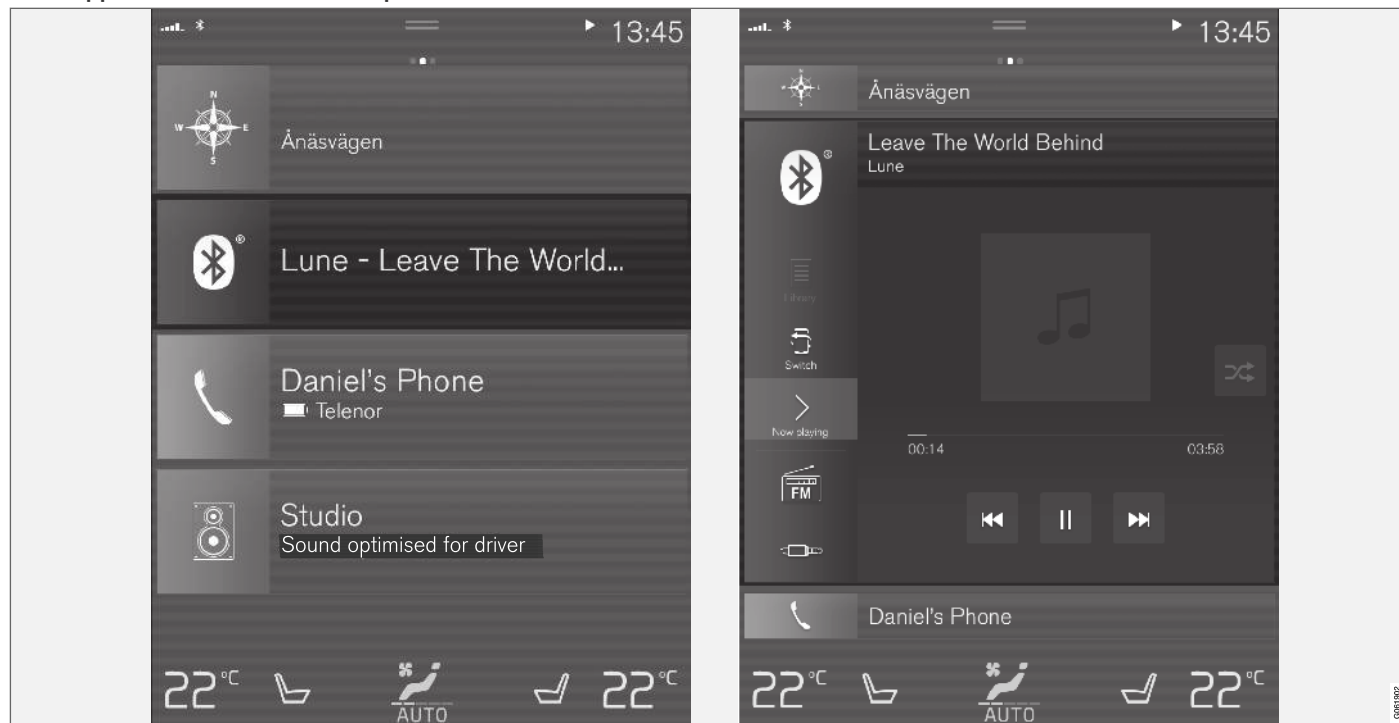 13:45
N
W E
S
Ånäsvägen
®
Lune - Leave The World...
Daniel's Phone
Telenor
Studio
Sound optimised for driver
22°C
AUTO
22°C
13:45
Ånäsvägen
®
Leave The World Behind
Lune
Library
Switch
Now playing
00:14
03:58
FM
Daniel's Phone
22°C
AUTO
22°C